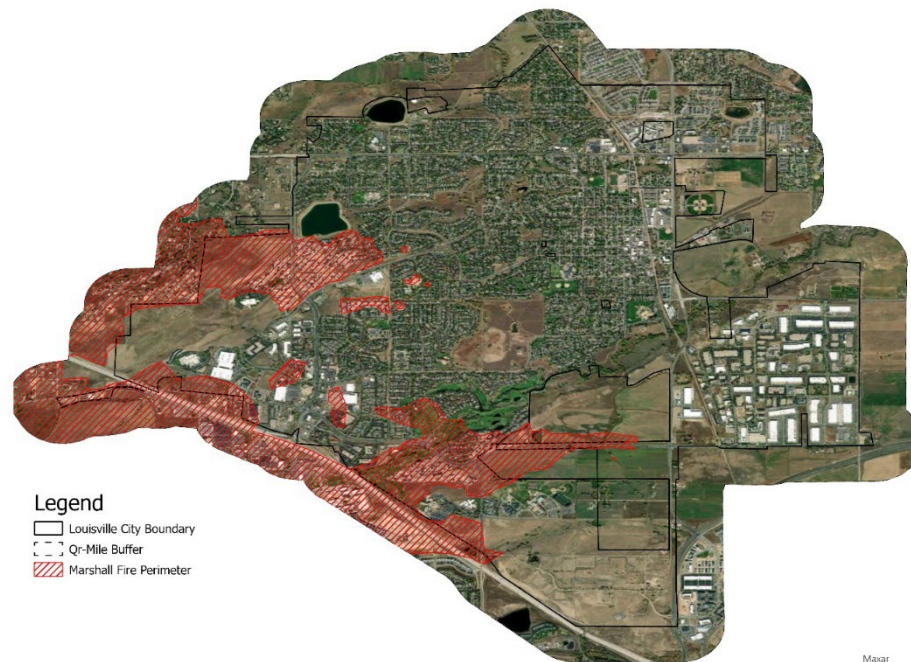 Legend
Louisville City Boundary
Qr-Mile Buffer
Marshall Fire Perimeter
Maxar